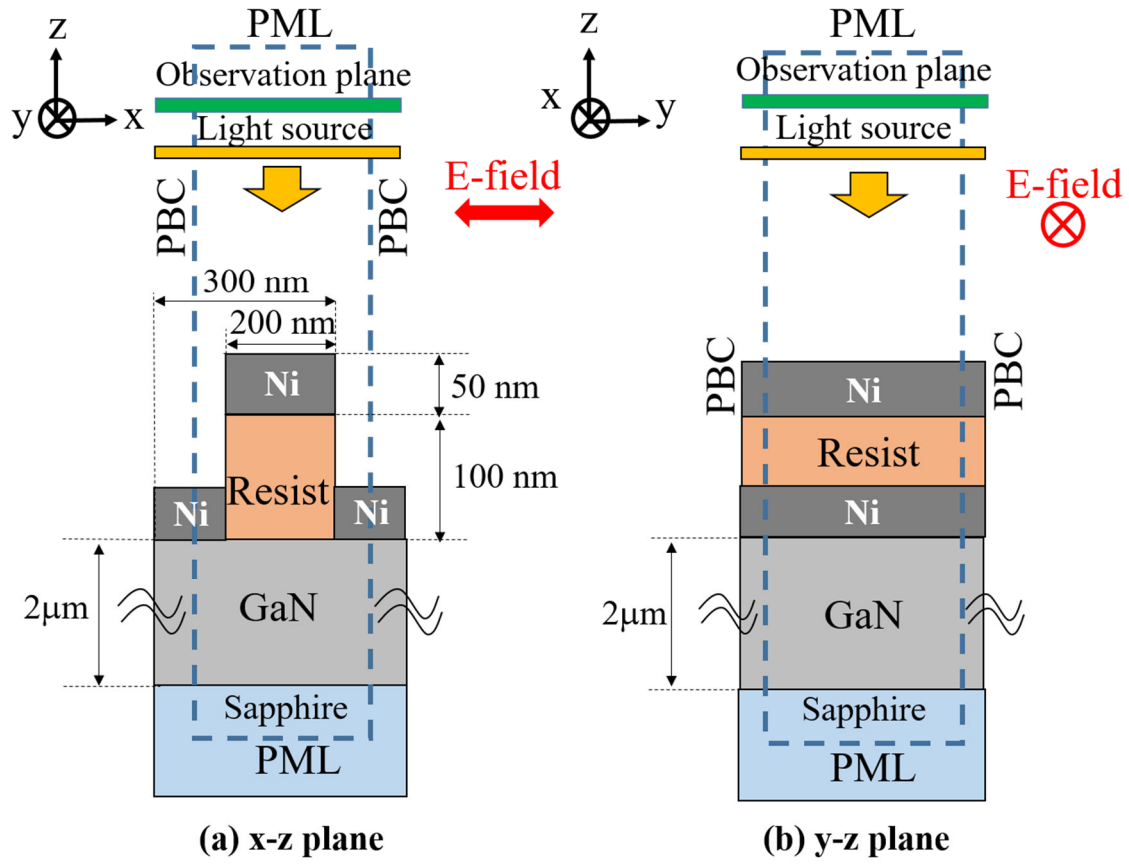 PML
z
Observation plane
y
x
Light source
PBC
PBC
E-field
300 nm
200 nm
Ni
50 nm
Resist
100 nm
Ni
Ni
GaN
2μm
Sapphire
PML
(a) x-z plane
PML
z
Observation plane
x
y
Light source
E-field
PBC
PBC
Ni
Resist
Ni
GaN
2μm
Sapphire
PML
(b) y-z plane